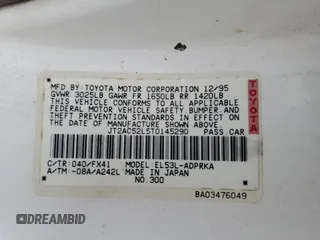 MFD. BY: TOYOTA MOTOR CORPORATION 12/95
GVWR 3025LB GAWR FR 1650LB RR 1420LB
THIS VEHICLE CONFORMS TO ALL APPLICABLE
FEDERAL MOTOR VEHICLE SAFETY, BUMPER, AND
THEFT PREVENTION STANDARDS IN EFFECT ON
THE DATE OF MANUFACTURE SHOWN ABOVE.
JT2AC52L5T0145290 PASS.CAR
C/TR: 040/FX41 MODEL: EL53L-ADPRKA
A/TM: -08A/A242L MADE IN JAPAN
NO.300
TOYOTA
BA03476049
DID YOU BID?